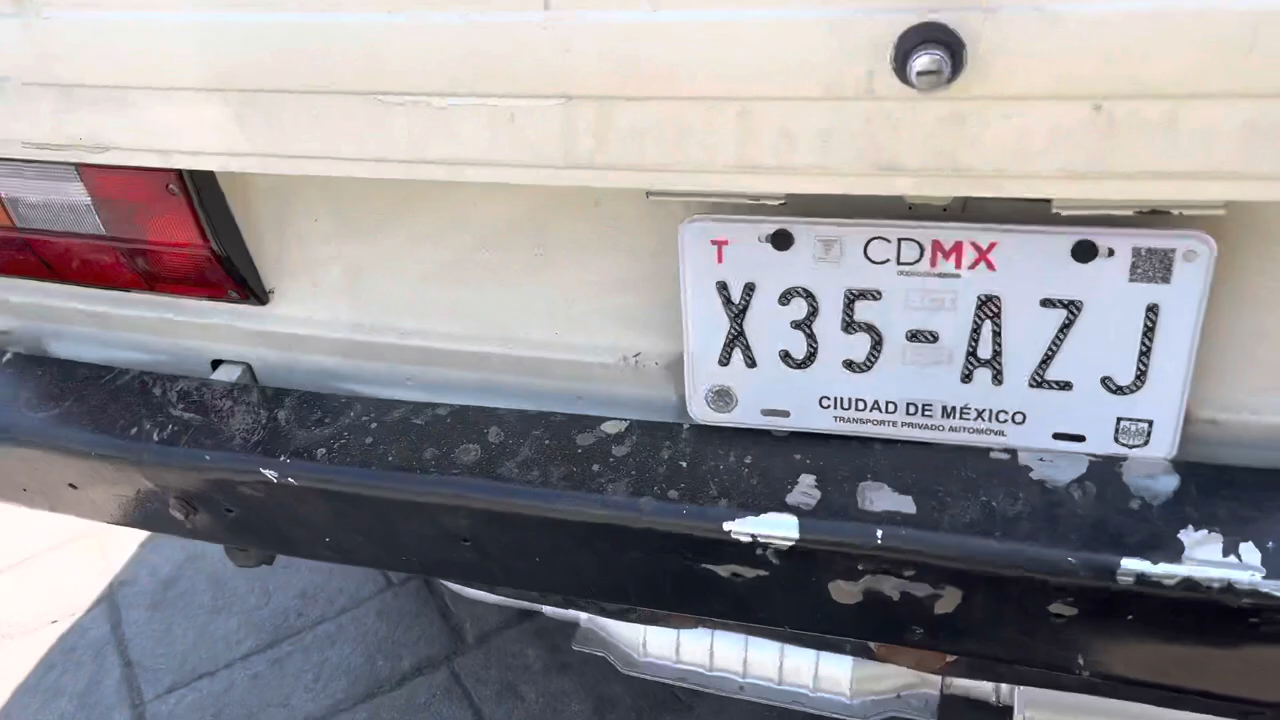 T CDMX
X35-AZJ
CIUDAD DE MÉXICO
TRANSPORTE PRIVADO AUTOMÓVIL